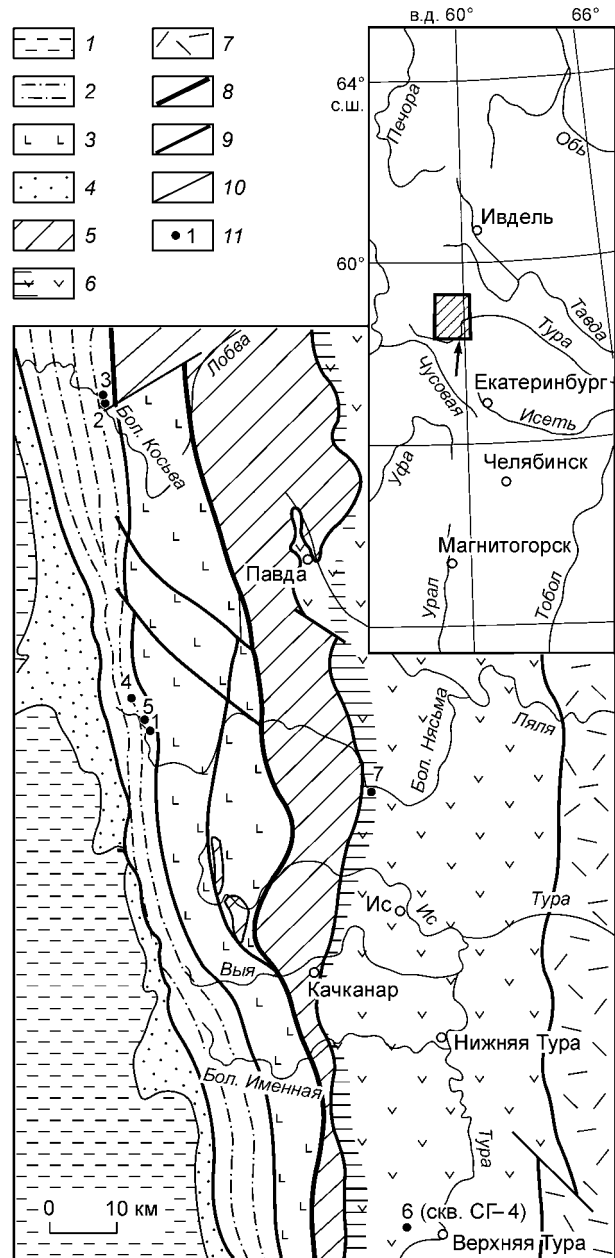 1
2
3
4
5
6
7
8
9
10
• 1 11
в.д. 60° 66°
64°
с.ш.
Печора
Обь
Ивдель
60°
Тавда
Тура
Чусовая
Екатеринбург
Исеть
Уфа
Челябинск
Магнитогорск
Урал
Тобол
3
2
Бол. Косьва
Лобва
Павда
4
5
1
Бол. Нясьма
Ляля
7
Ис
Ис
Тура
Выя
Качканар
Нижняя Тура
Бол. Именная
Тура
0 10 км
6 (скв. СГ–4)
Верхняя Тура